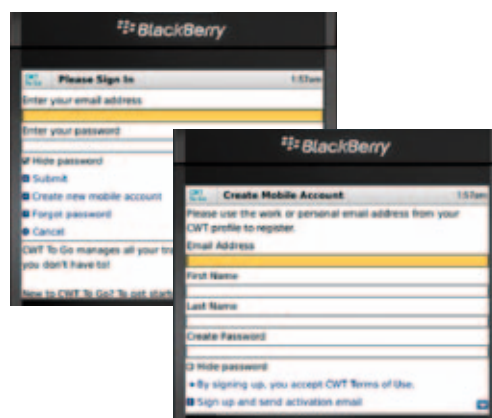 BlackBerry
Please Sign In 1:57am
Enter your email address
Enter your password
Hide password
Submit
Create new mobile account
Forgot password
Cancel
CWT To Go manages all your tra
you don't have to!
New to CWT To Go? To get start
BlackBerry
Create Mobile Account 1:57am
Please use the work or personal email address from your
CWT profile to register.
Email Address
First Name
Last Name
Create Password
Hide password
•By signing up, you accept CWT Terms of Use.
Sign up and send activation email